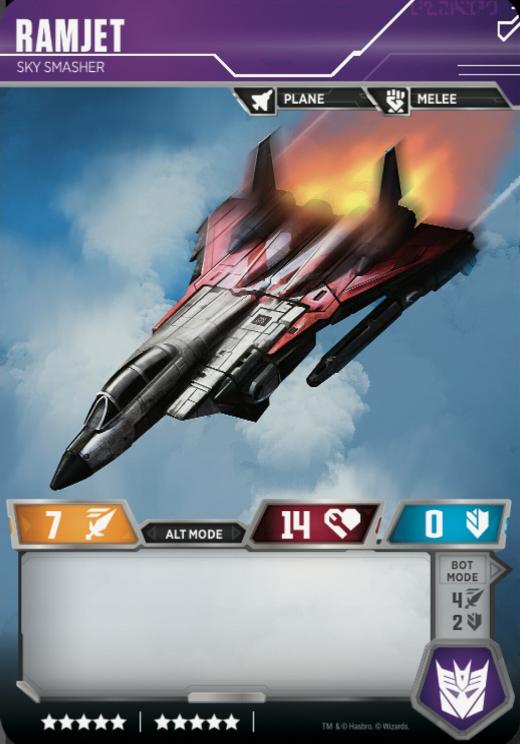 RAMJET
SKY SMASHER
PLANE MELEE
7 ALT MODE 14 0
BOT
MODE
4
2
TM & © Hasbro. © Wizards.